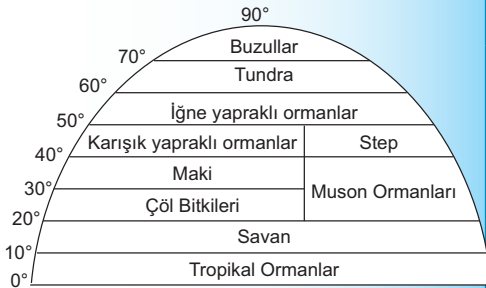 90°
Buzullar
70°
Tundra
60°
İğne yapraklı ormanlar
50°
Karışık yapraklı ormanlar Step
40°
Maki
30°
Muson Ormanları
Çöl Bitkileri
20°
Savan
10°
Tropikal Ormanlar
0°